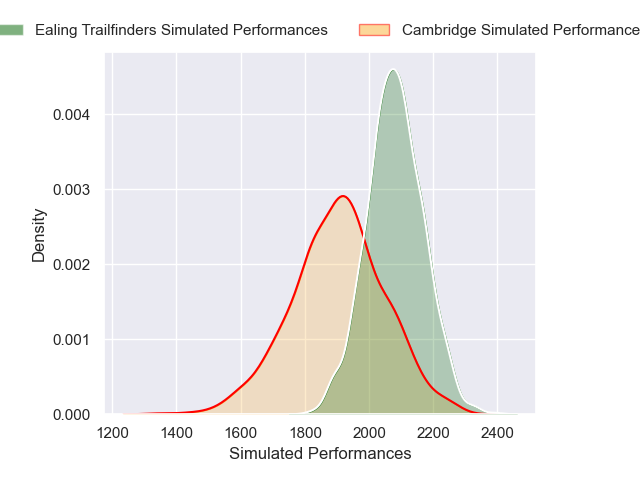 Ealing Trailfinders Simulated Performances Cambridge Simulated Performance
0.004
0.003
0.002
0.001
0.000
Density
1200 1400 1600 1800 2000 2200 2400
Simulated Performances